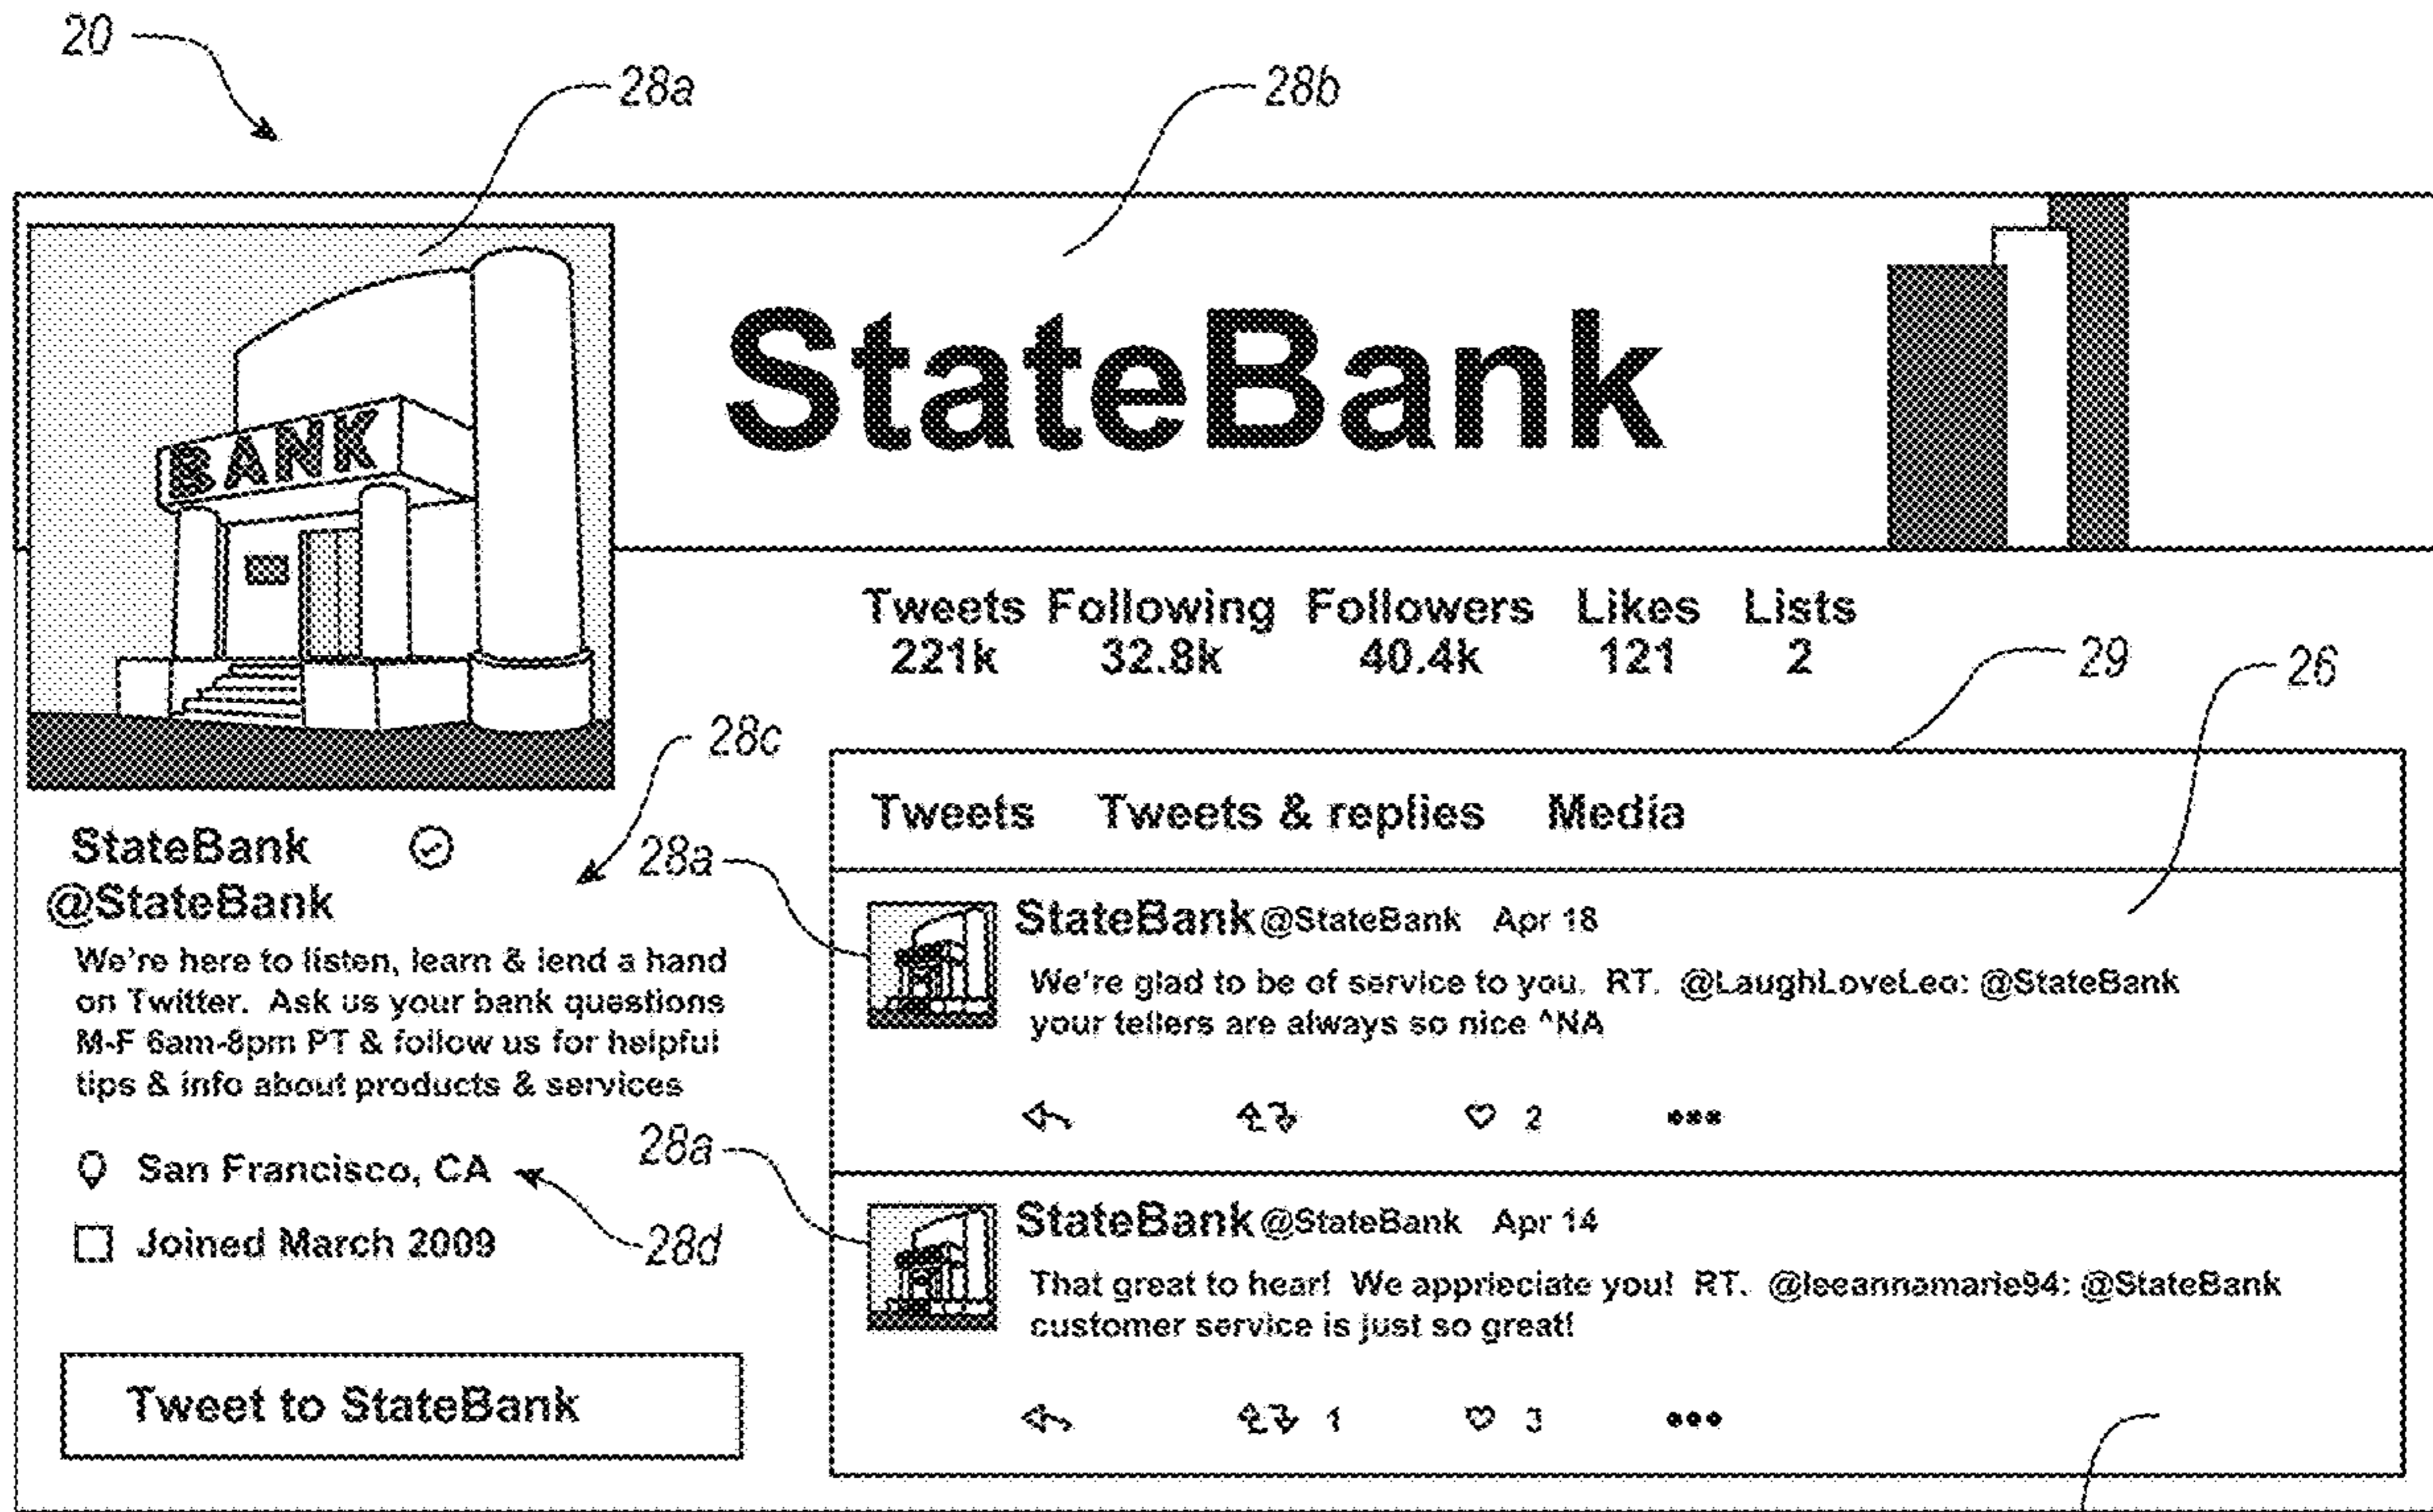 20
28a
28b
BANK
StateBank
Tweets Following Followers Likes Lists
221k 32.8k 40.4k 121 2
29
26
28c
StateBank
@StateBank
We're here to listen, learn & lend a hand
on Twitter. Ask us your bank questions
M-F 6am-8pm PT & follow us for helpful
tips & info about products & services
San Francisco, CA
28d
Joined March 2009
Tweet to StateBank
Tweets Tweets & replies Media
28a
StateBank @StateBank Apr 18
We're glad to be of service to you. RT. @LaughLoveLeo: @StateBank
your tellers are always so nice ^NA
2
28a
StateBank @StateBank Apr 14
That great to hear! We apprieciate you! RT. @leeannamarie94: @StateBank
customer service is just so great!
1 3